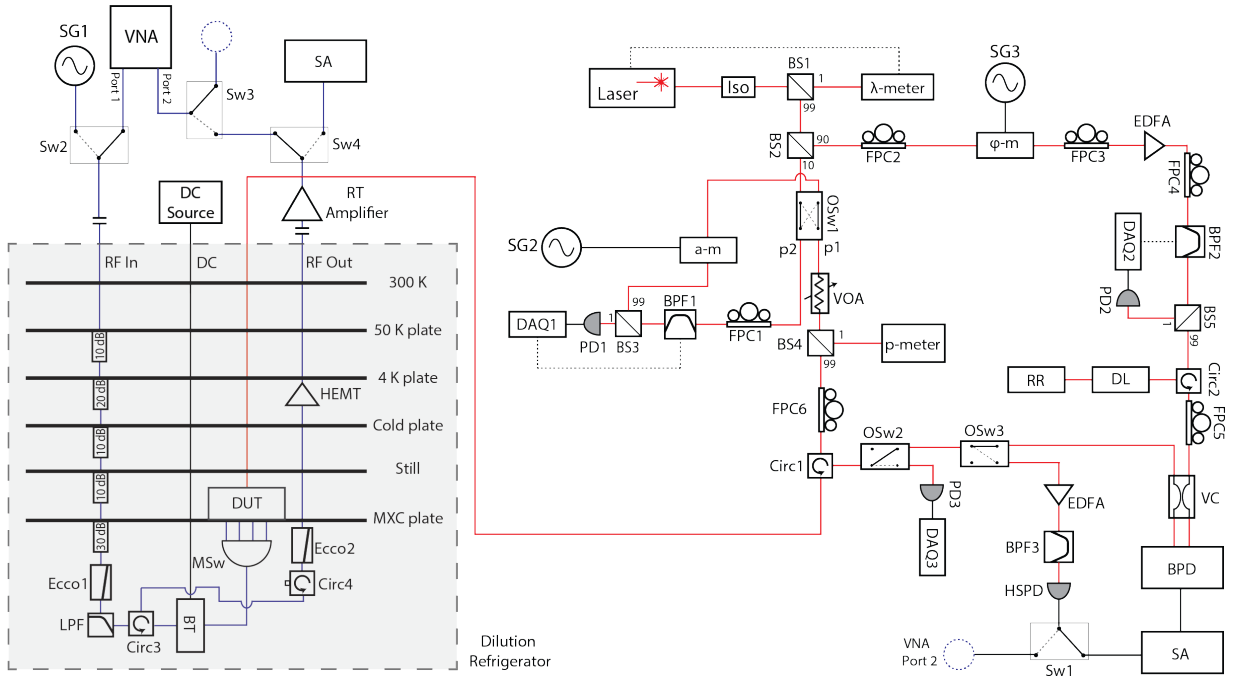 SG1
VNA
Port 1
Port 2
Sw3
SA
Sw2
Sw4
DC
Source
RT
Amplifier
RF In
DC
RF Out
300 K
50 K plate
10 dB
4 K plate
20 dB
HEMT
Cold plate
10 dB
Still
10 dB
DUT
MXC plate
30 dB
MSw
Ecco2
Ecco1
Circ4
LPF
Circ3
BT
Dilution
Refrigerator
Laser
Iso
BS1
1
99
λ-meter
SG3
BS2
90
10
FPC2
φ-m
FPC3
EDFA
FPC4
OSw1
p2
p1
SG2
a-m
DAQ2
BPF2
PD2
VOA
99
BPF1
DAQ1
1
PD1
BS3
FPC1
BS4
1
99
p-meter
1
BS5
99
RR
DL
Circ2
FPC6
FPC5
OSw2
OSw3
Circ1
PD3
EDFA
VC
DAQ3
BPF3
BPD
HSPD
VNA
Port 2
Sw1
SA